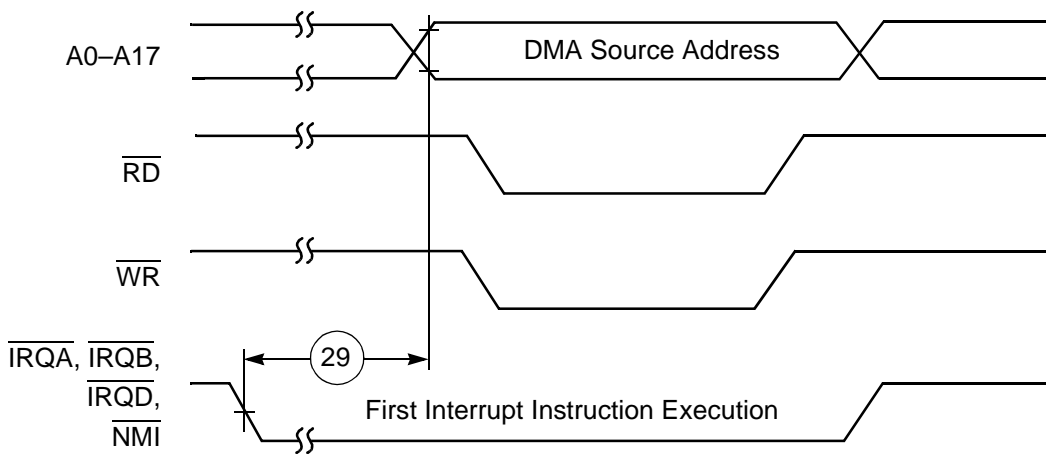 A0–A17
DMA Source Address
RD
WR
IRQA, IRQB,
IRQD,
NMI
29
First Interrupt Instruction Execution